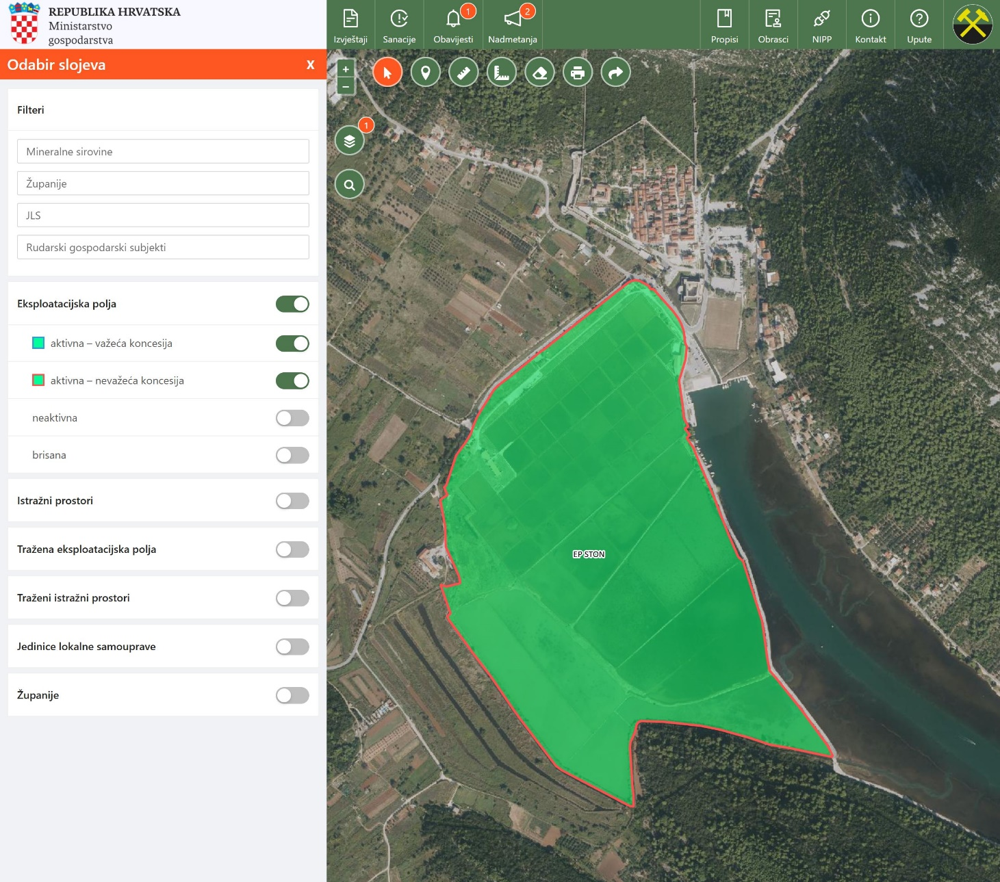 REPUBLIKA HRVATSKA
Ministarstvo
gospodarstva
Izvještaji
Sanacije
1
Obavijesti
2
Nadmetanja
Propisi
Obrasci
NIPP
Kontakt
Upute
Odabir slojeva
X
Filteri
Mineralne sirovine
Županije
JLS
Rudarski gospodarski subjekti
Eksploatacijska polja
aktivna – važeća koncesija
aktivna – nevažeća koncesija
neaktivna
brisana
Istražni prostori
Tražena eksploatacijska polja
Traženi istražni prostori
Jedinice lokalne samouprave
Županije
+
−
1
EP STON